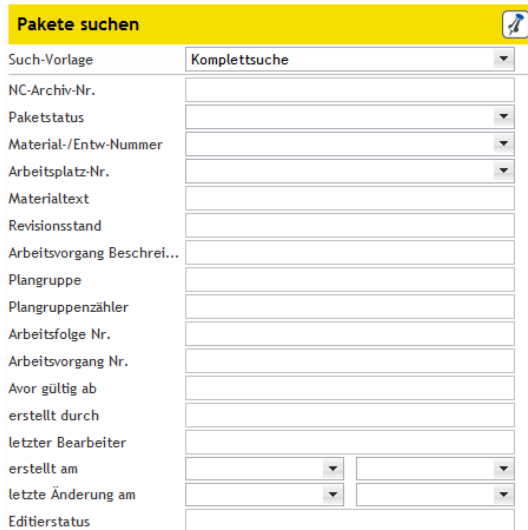 Pakete suchen
Such-Vorlage Komplettsuche
NC-Archiv-Nr.
Paketstatus
Material-/Entw-Nummer
Arbeitsplatz-Nr.
Materialtext
Revisionsstand
Arbeitsvorgang Beschrei...
Plangruppe
Plangruppenzähler
Arbeitsfolge Nr.
Arbeitsvorgang Nr.
Avor gültig ab
erstellt durch
letzter Bearbeiter
erstellt am
letzte Änderung am
Editierstatus